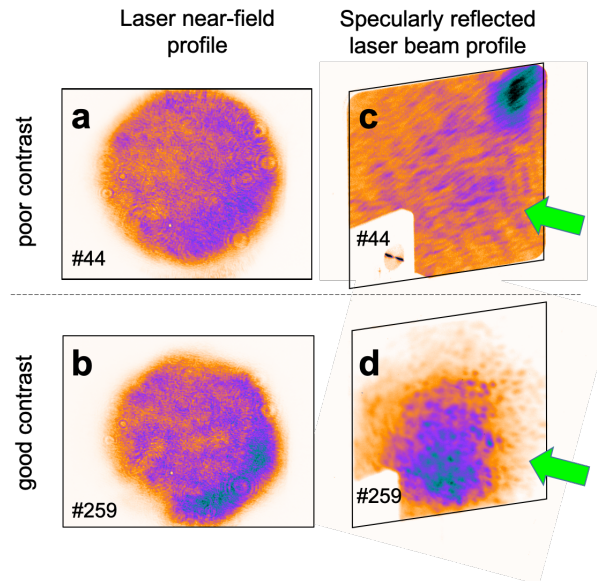 Laser near-field
profile
Specularly reflected
laser beam profile
poor contrast
a
#44
c
#44
good contrast
b
#259
d
#259